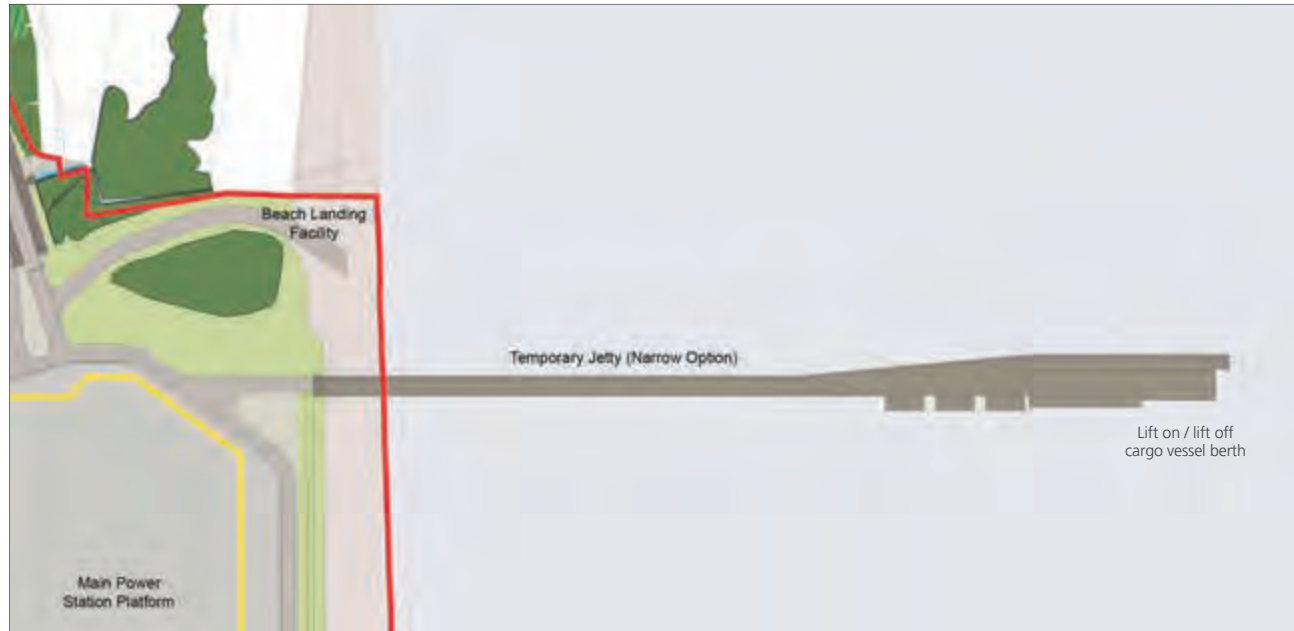 Beach Landing
Facility
Temporary Jetty (Narrow Option)
Lift on / lift off
cargo vessel berth
Main Power
Station Platform